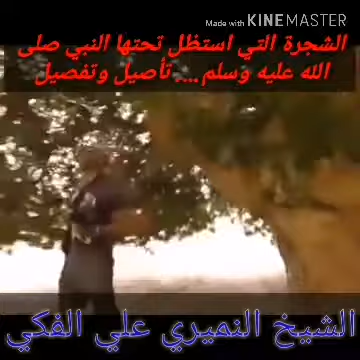 Made with KINEMASTER
الشجرة التي استظل تحتها النبي صلى
الله عليه وسلم .... تأصيل وتفصيل
الشيخ النميري علي الفكي